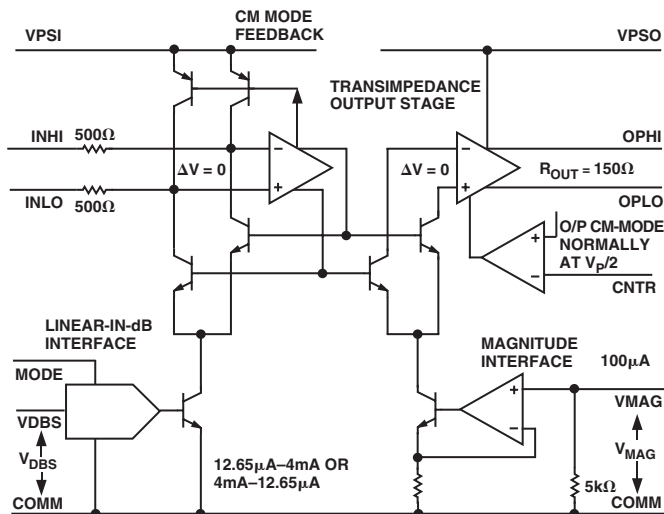 CM MODE
FEEDBACK
VPSI
VPSO
TRANSIMPEDANCE
OUTPUT STAGE
INHI
500Ω
OPHI
ΔV = 0
ΔV = 0
R_OUT = 150Ω
INLO
500Ω
OPLO
O/P CM-MODE
NORMALLY
AT V_P/2
CNTR
LINEAR-IN-dB
INTERFACE
MAGNITUDE
INTERFACE
100µA
MODE
VMAG
VDBS
V_DBS
V_MAG
12.65µA–4mA OR
4mA–12.65µA
5kΩ
COMM
COMM